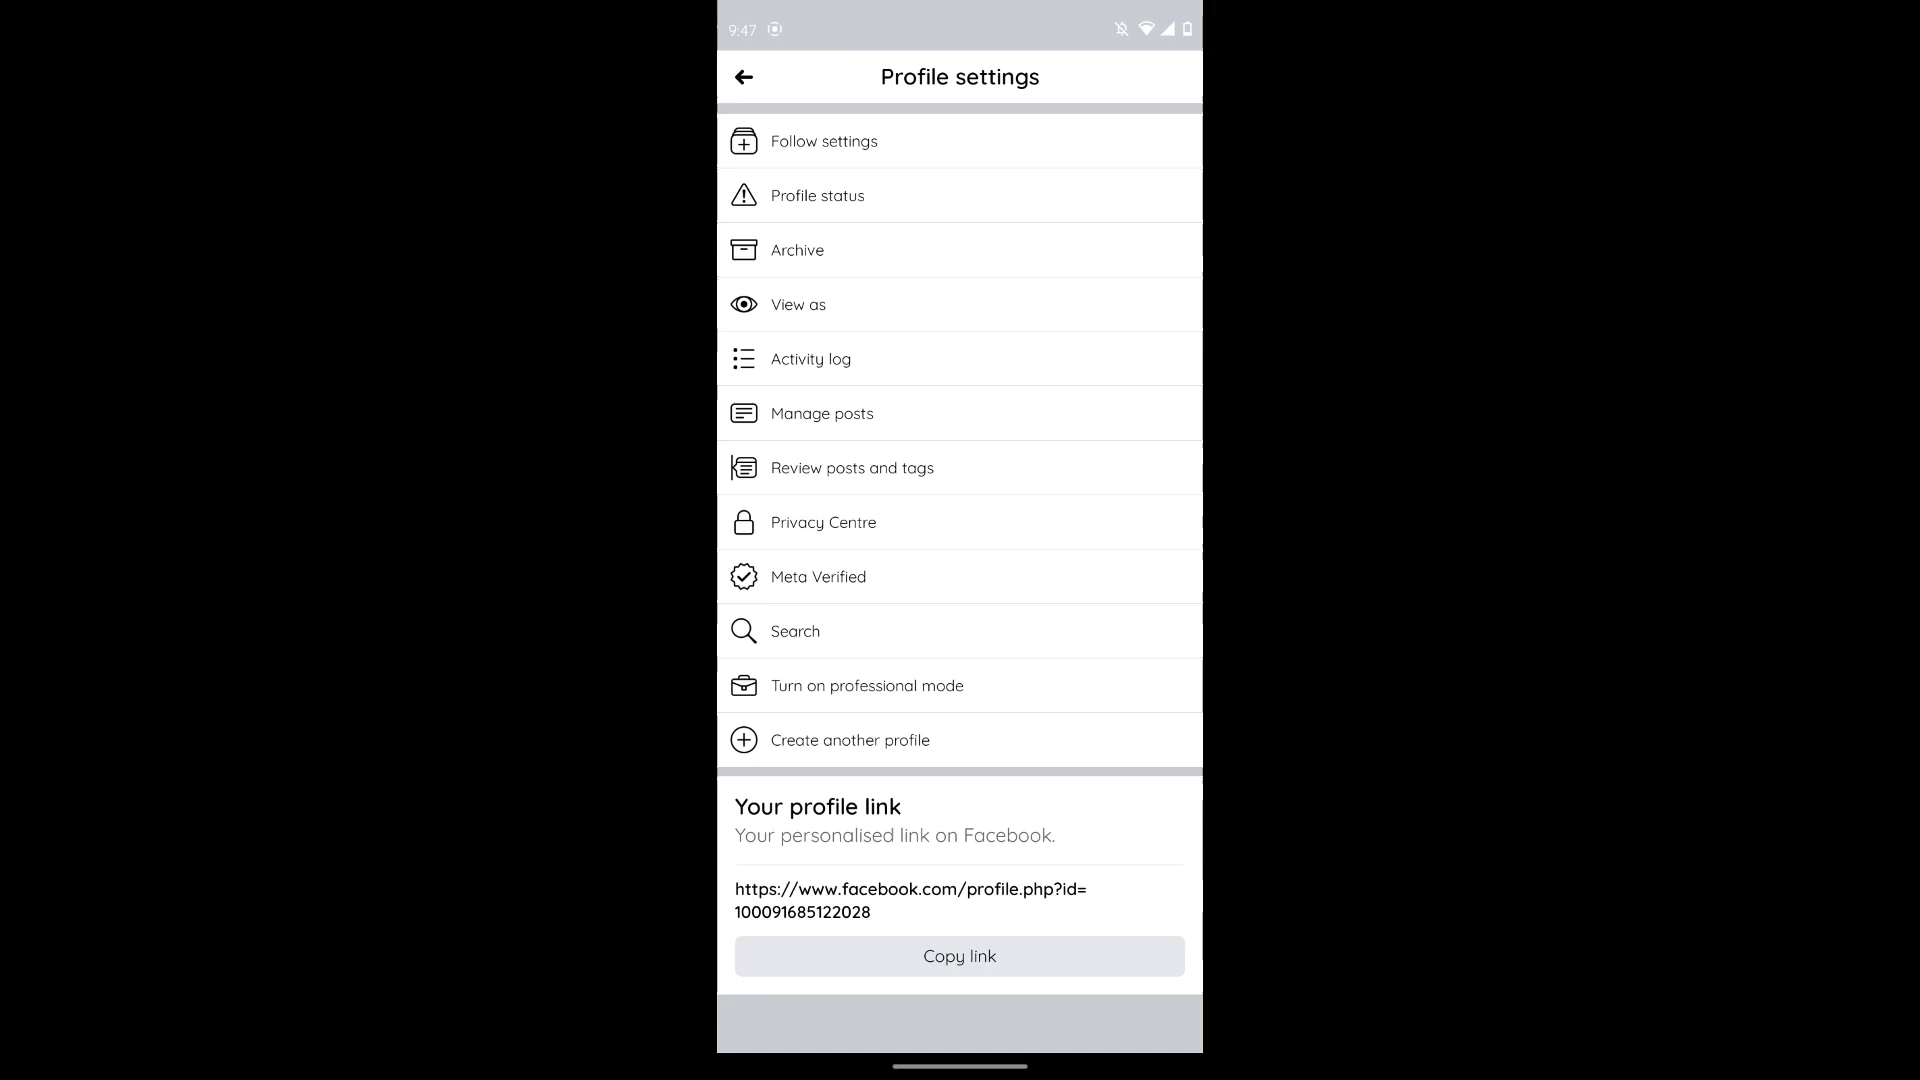 9:47
Profile settings
Follow settings
Profile status
Archive
View as
Activity log
Manage posts
Review posts and tags
Privacy Centre
Meta Verified
Search
Turn on professional mode
Create another profile
Your profile link
Your personalised link on Facebook.
https://www.facebook.com/profile.php?id=
100091685122028
Copy link